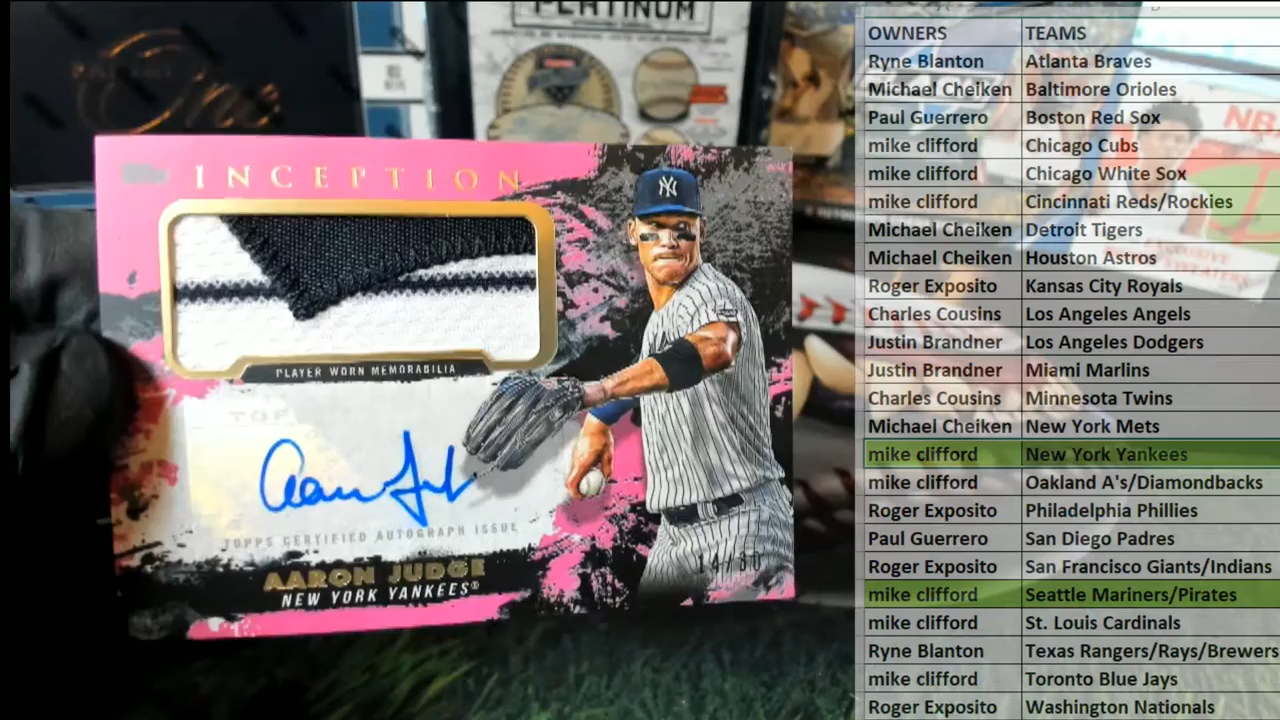 PLATINUM
INCEPTION
PLAYER WORN MEMORABILIA
Aaron Judge
TOPPS CERTIFIED AUTOGRAPH ISSUE
AARON JUDGE
NEW YORK YANKEES®
14/30
NY
NBA
OWNERS TEAMS
Ryne Blanton Atlanta Braves
Michael Cheiken Baltimore Orioles
Paul Guerrero Boston Red Sox
mike clifford Chicago Cubs
mike clifford Chicago White Sox
mike clifford Cincinnati Reds/Rockies
Michael Cheiken Detroit Tigers
Michael Cheiken Houston Astros
Roger Exposito Kansas City Royals
Charles Cousins Los Angeles Angels
Justin Brandner Los Angeles Dodgers
Justin Brandner Miami Marlins
Charles Cousins Minnesota Twins
Michael Cheiken New York Mets
mike clifford New York Yankees
mike clifford Oakland A's/Diamondbacks
Roger Exposito Philadelphia Phillies
Paul Guerrero San Diego Padres
Roger Exposito San Francisco Giants/Indians
mike clifford Seattle Mariners/Pirates
mike clifford St. Louis Cardinals
Ryne Blanton Texas Rangers/Rays/Brewers
mike clifford Toronto Blue Jays
Roger Exposito Washington Nationals